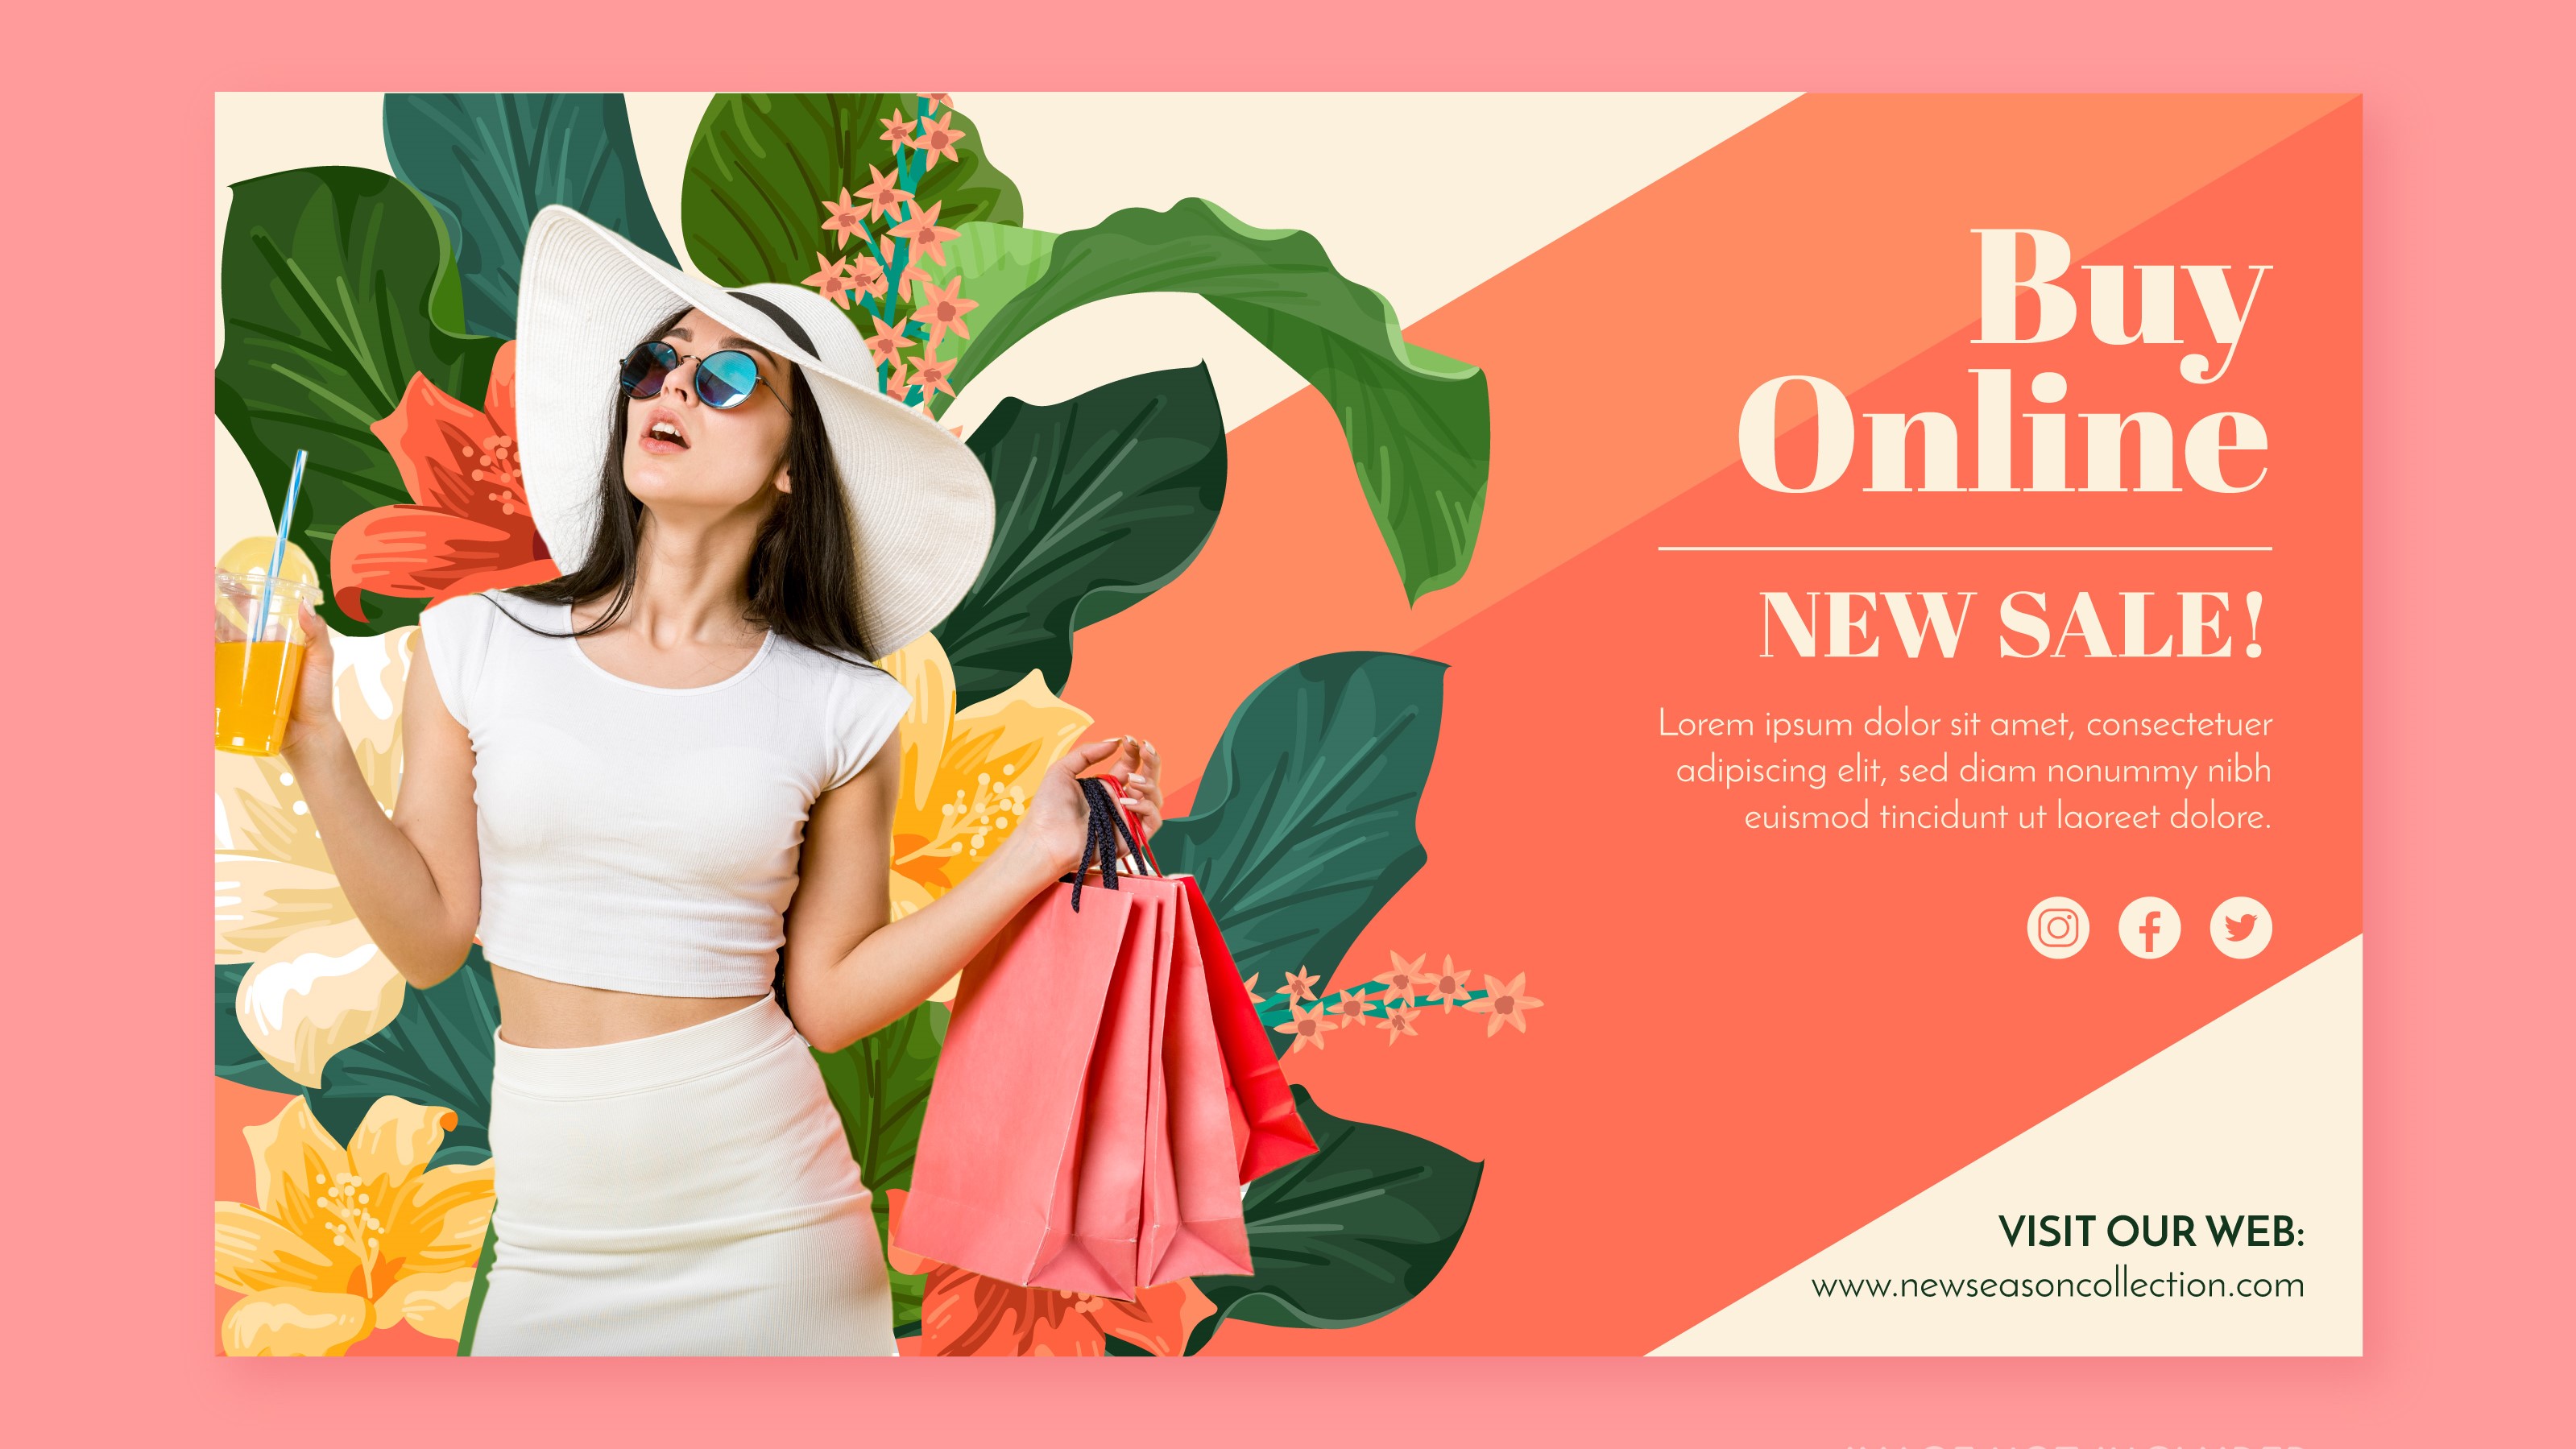 Buy
Online
NEW SALE!
Lorem ipsum dolor sit amet, consectetuer
adipiscing elit, sed diam nonummy nibh
euismod tincidunt ut laoreet dolore.
VISIT OUR WEB:
www.newseasoncollection.com